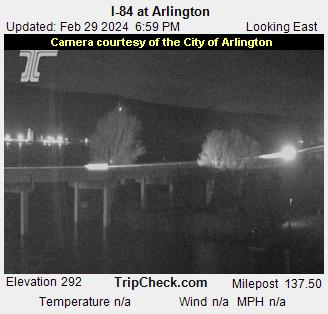 I-84 at Arlington
Updated: Feb 29 2024 6:59 PM Looking East
Camera courtesy of the City of Arlington
Elevation 292 TripCheck.com Milepost 137.50
Temperature n/a Wind n/a MPH n/a